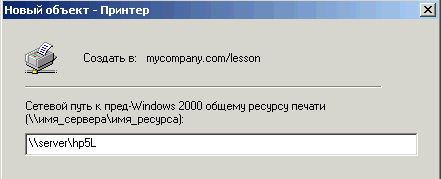 Новый объект - Принтер
Создать в: mycompany.com/lesson
Сетевой путь к пред-Windows 2000 общему ресурсу печати
(\\имя_сервера\имя_ресурса):
\\server\hp5L